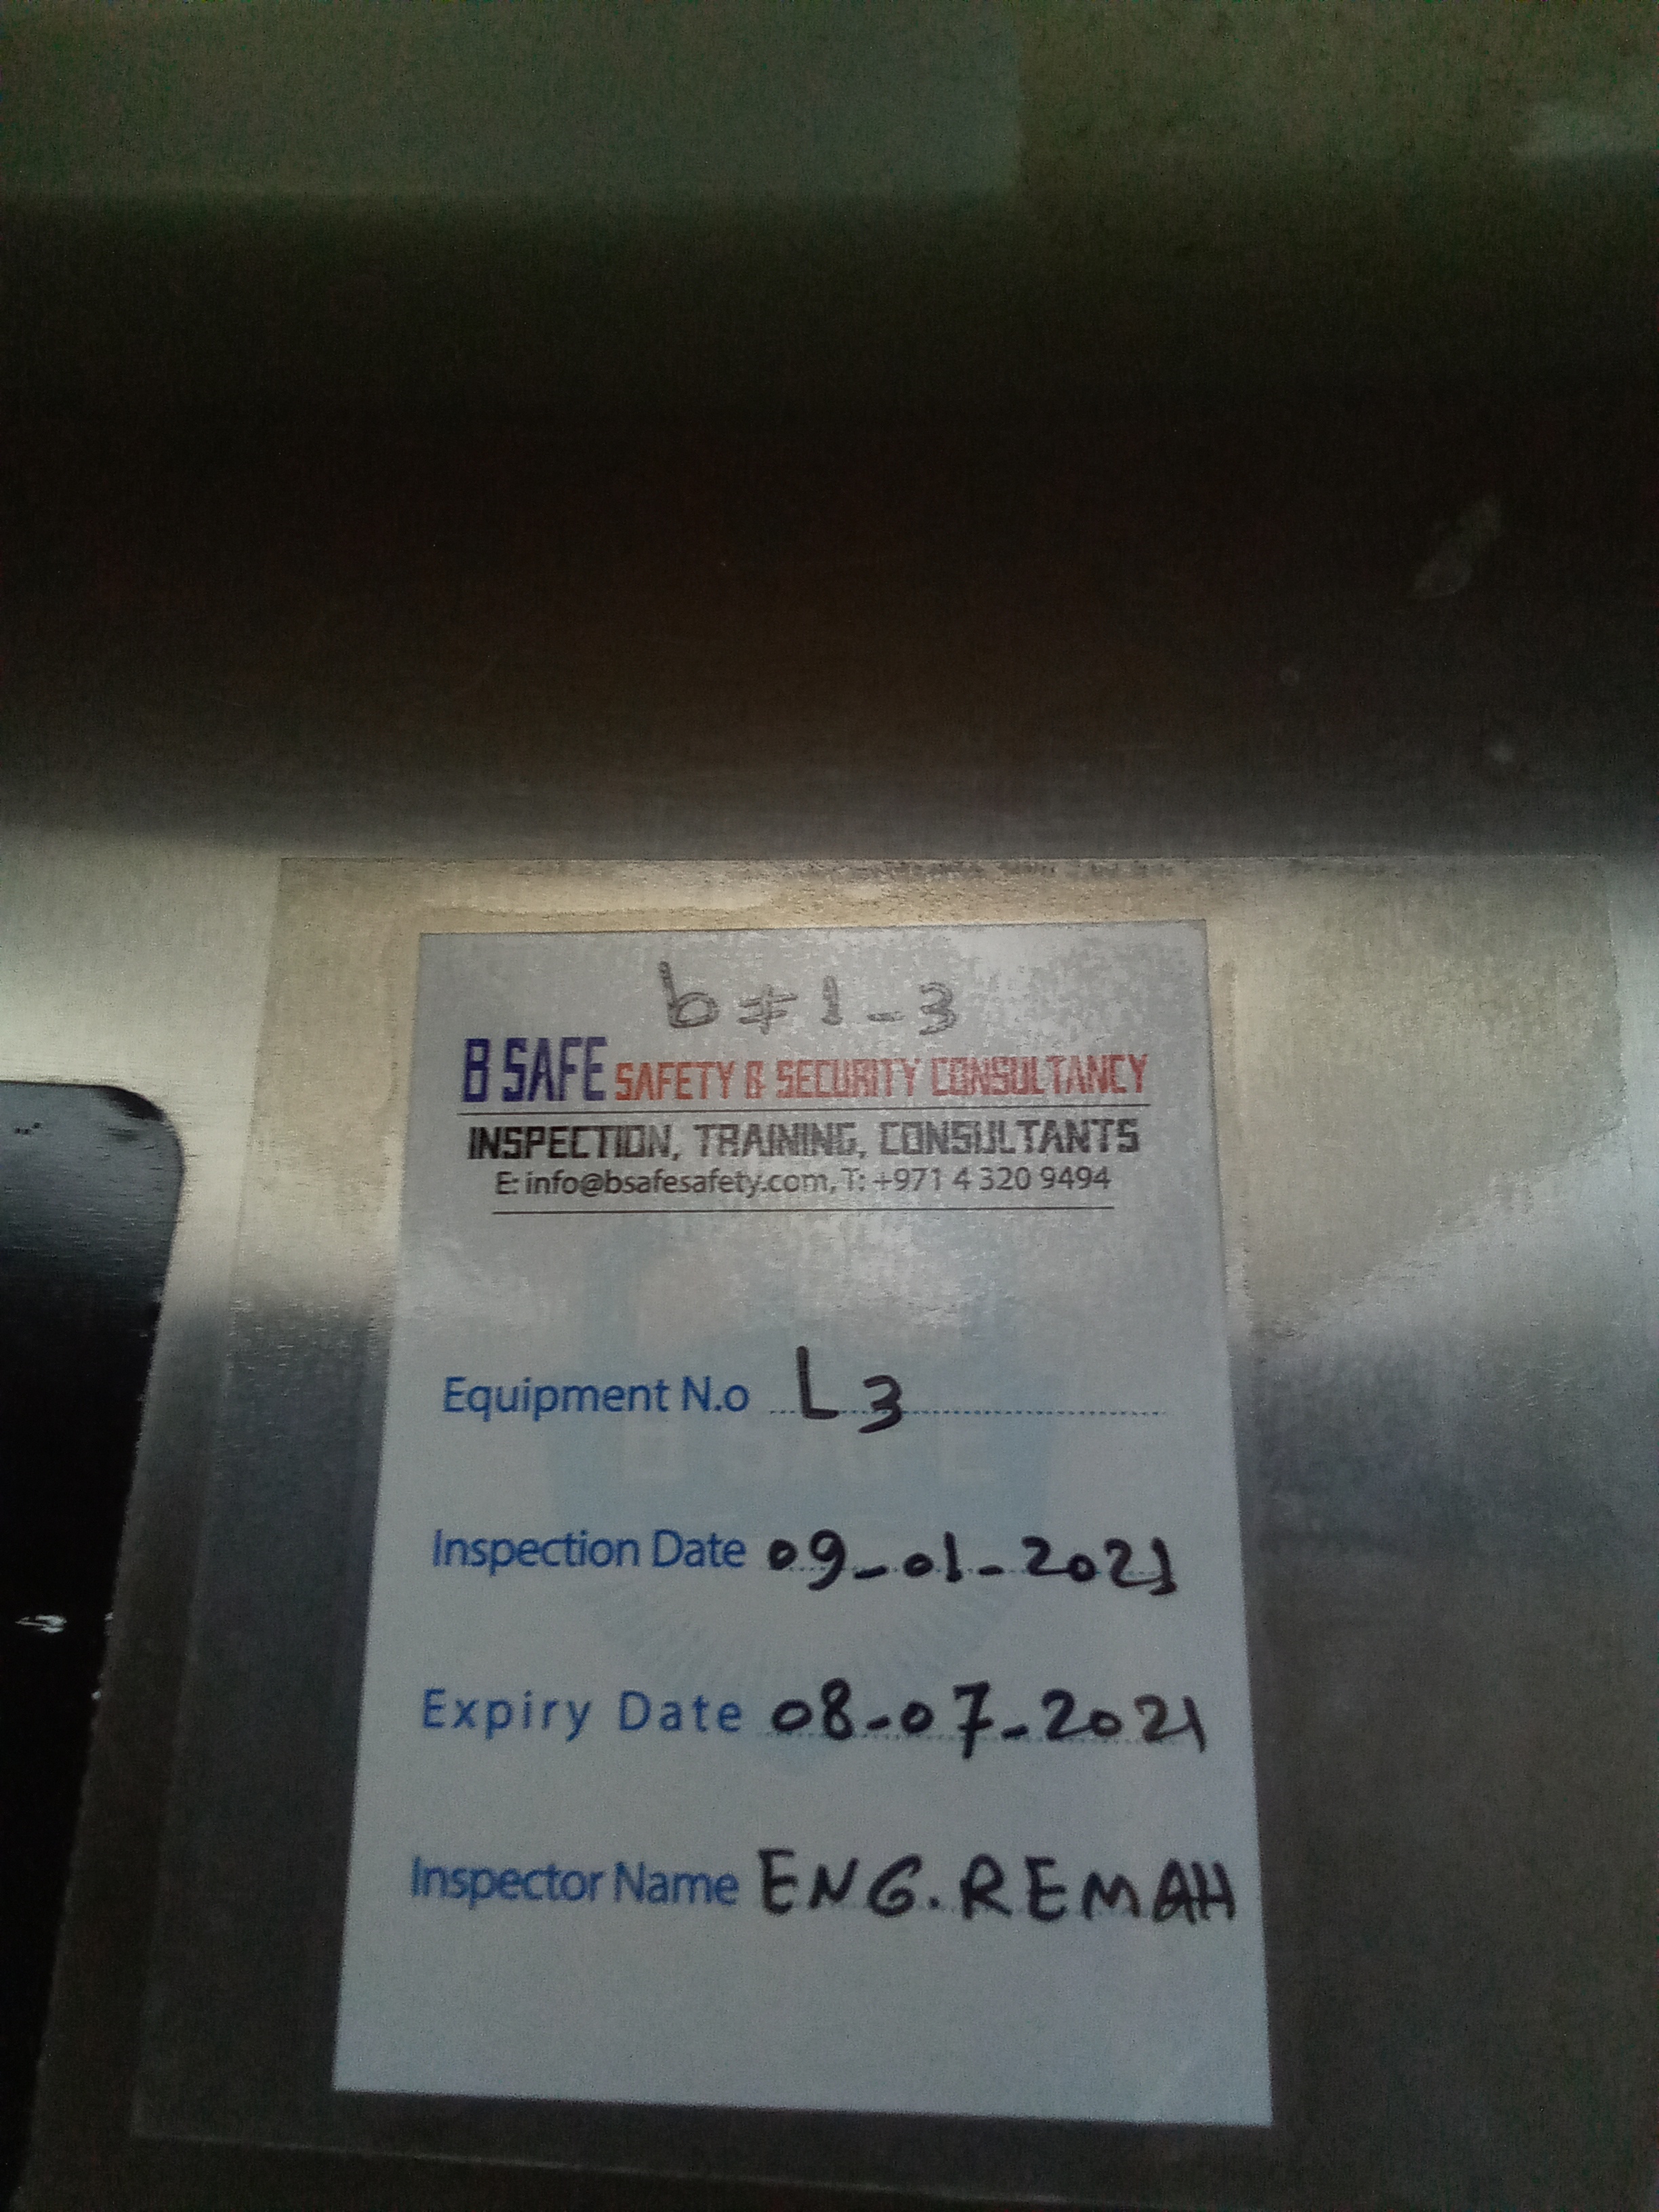 b # 1 - 3
B SAFE SAFETY & SECURITY CONSULTANCY
INSPECTION, TRAINING, CONSULTANTS
E: info@bsafesafety.com, T: +971 4 320 9494
Equipment N.o L3
Inspection Date 09-01-2021
Expiry Date 08-07-2021
Inspector Name ENG.REMAH